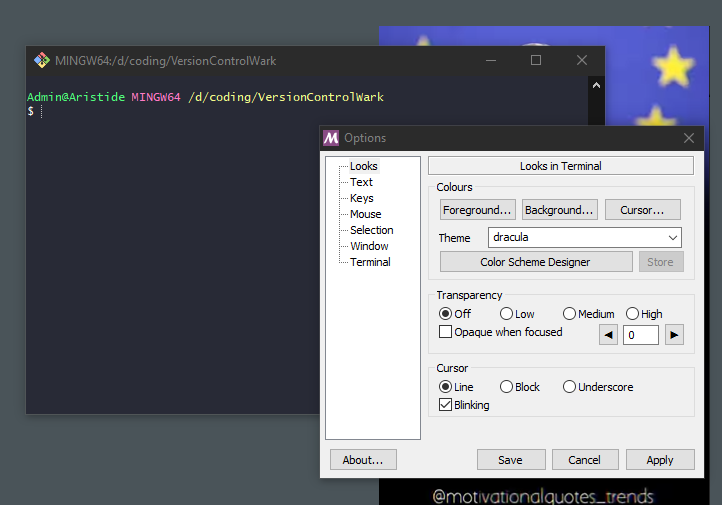 MINGW64:/d/coding/VersionControlWark
Admin@Aristide MINGW64 /d/coding/VersionControlWark
$
Options
Looks
Text
Keys
Mouse
Selection
Window
Terminal
Looks in Terminal
Colours
Foreground...
Background...
Cursor...
Theme
dracula
Color Scheme Designer
Store
Transparency
Off
Low
Medium
High
Opaque when focused
0
Cursor
Line
Block
Underscore
Blinking
About...
Save
Cancel
Apply
@motivationalquotes_trends